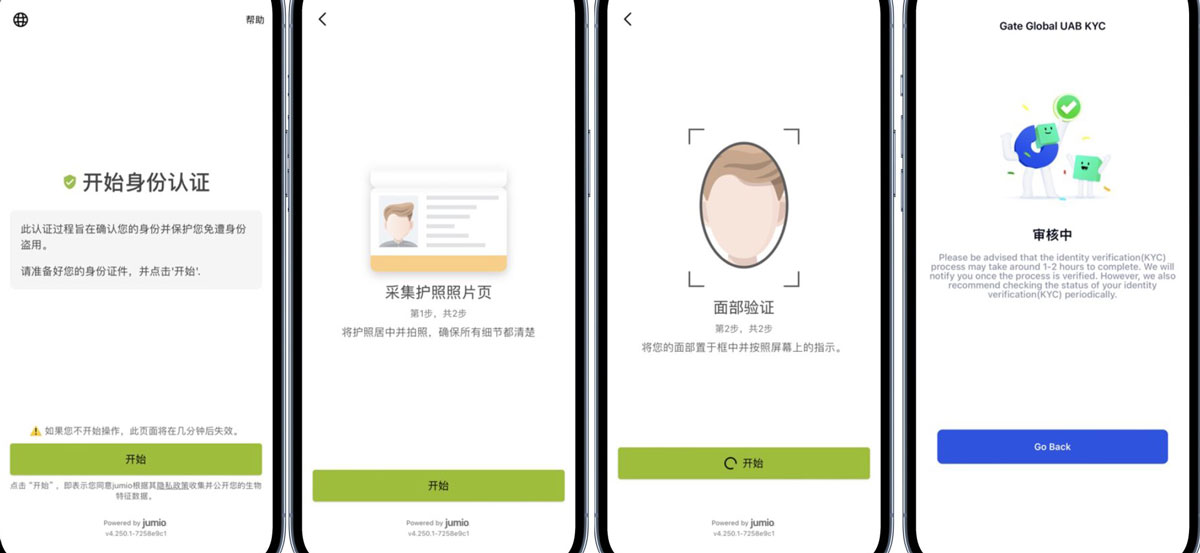 帮助
开始身份认证
此认证过程旨在确认您的身份并保护您免遭身份
盗用。
请准备好您的身份证件，并点击'开始'.
如果您不开始操作，此页面将在几分钟后失效。
开始
点击“开始”，即表示您同意jumio根据其隐私政策收集并公开您的生物
特征数据。
Powered by jumio
v4.250.1-7258e9c1
采集护照照片页
第1步，共2步
将护照居中并拍照，确保所有细节都清楚
开始
Powered by jumio
v4.250.1-7258e9c1
面部验证
第2步，共2步
将您的面部置于框中并按照屏幕上的指示。
开始
Powered by jumio
v4.250.1-7258e9c1
Gate Global UAB KYC
审核中
Please be advised that the identity verification(KYC)
process may take around 1-2 hours to complete. We will
notify you once the process is verified. However, we also
recommend checking the status of your identity
verification(KYC) periodically.
Go Back